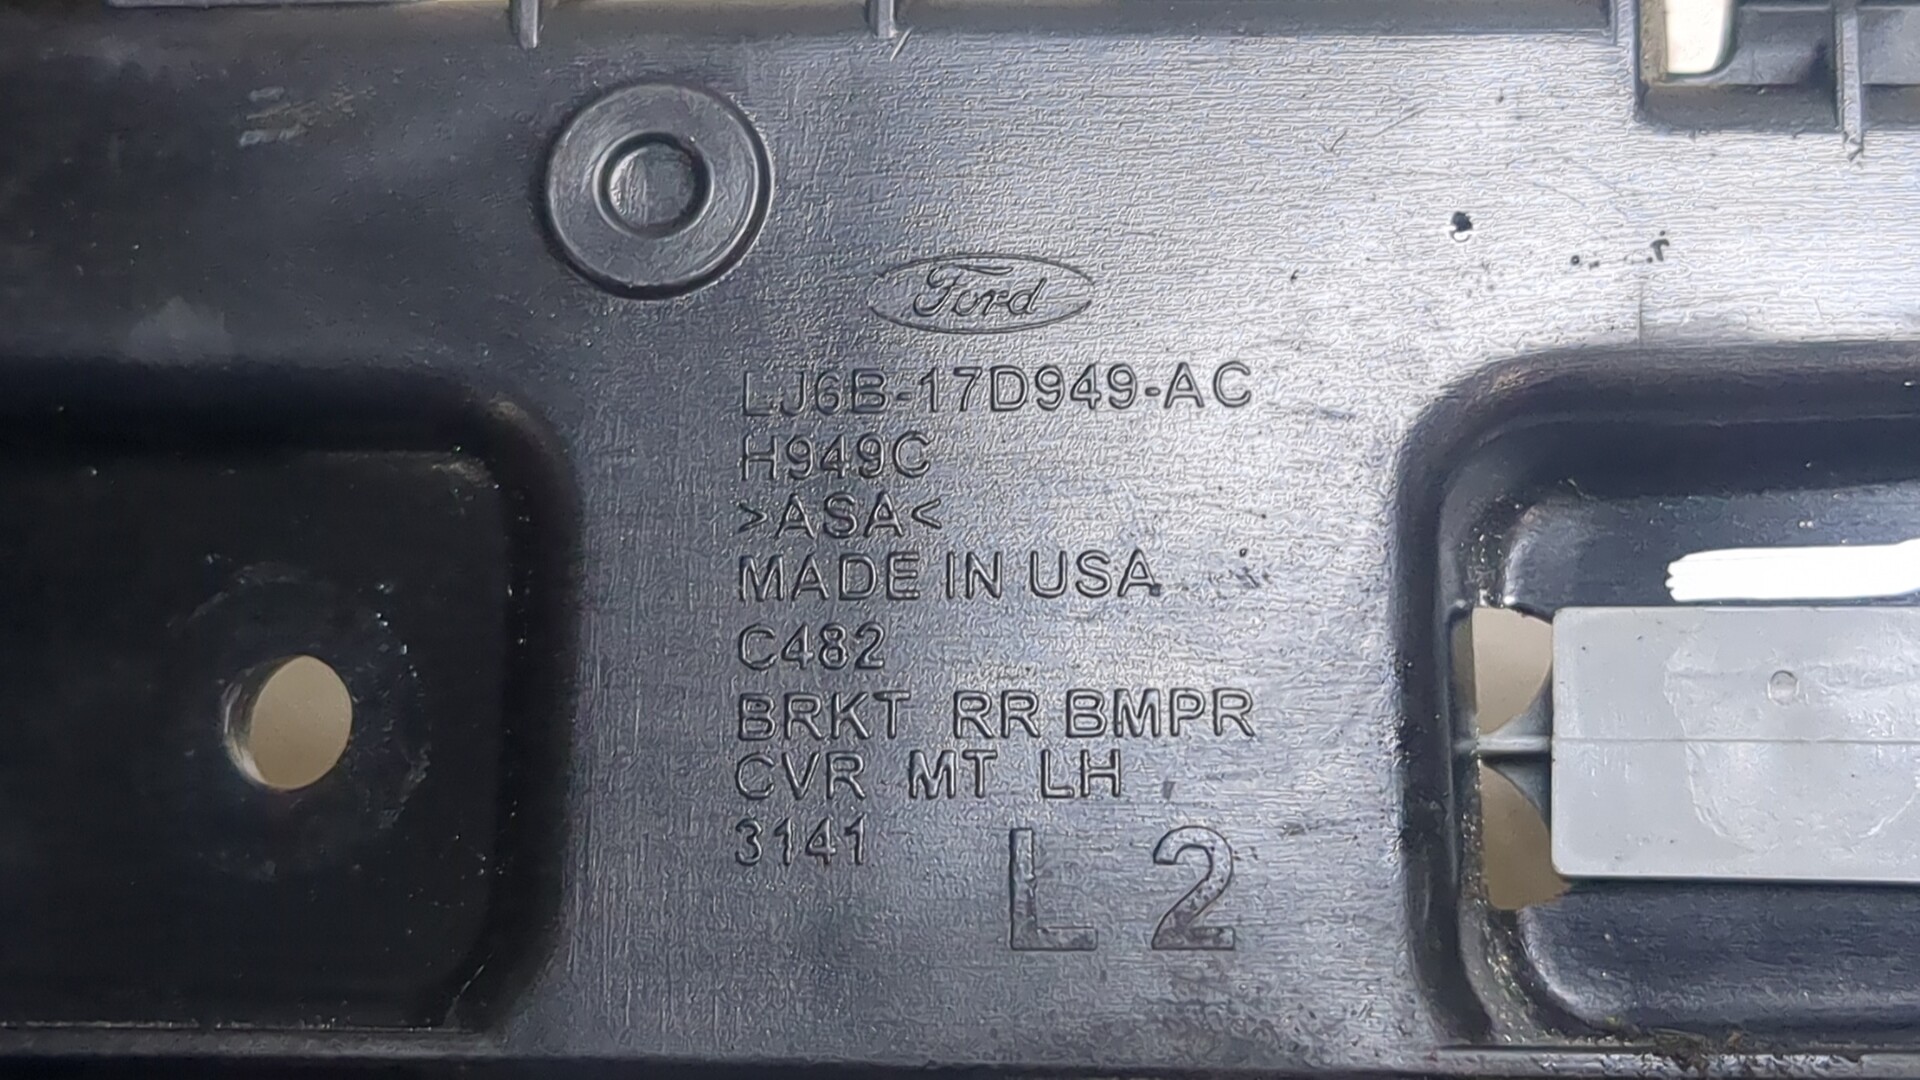 Ford
LJ6B-17D949-AC
H949C
>ASA<
MADE IN USA
C482
BRKT RR BMPR
CVR MT LH
3141
L 2